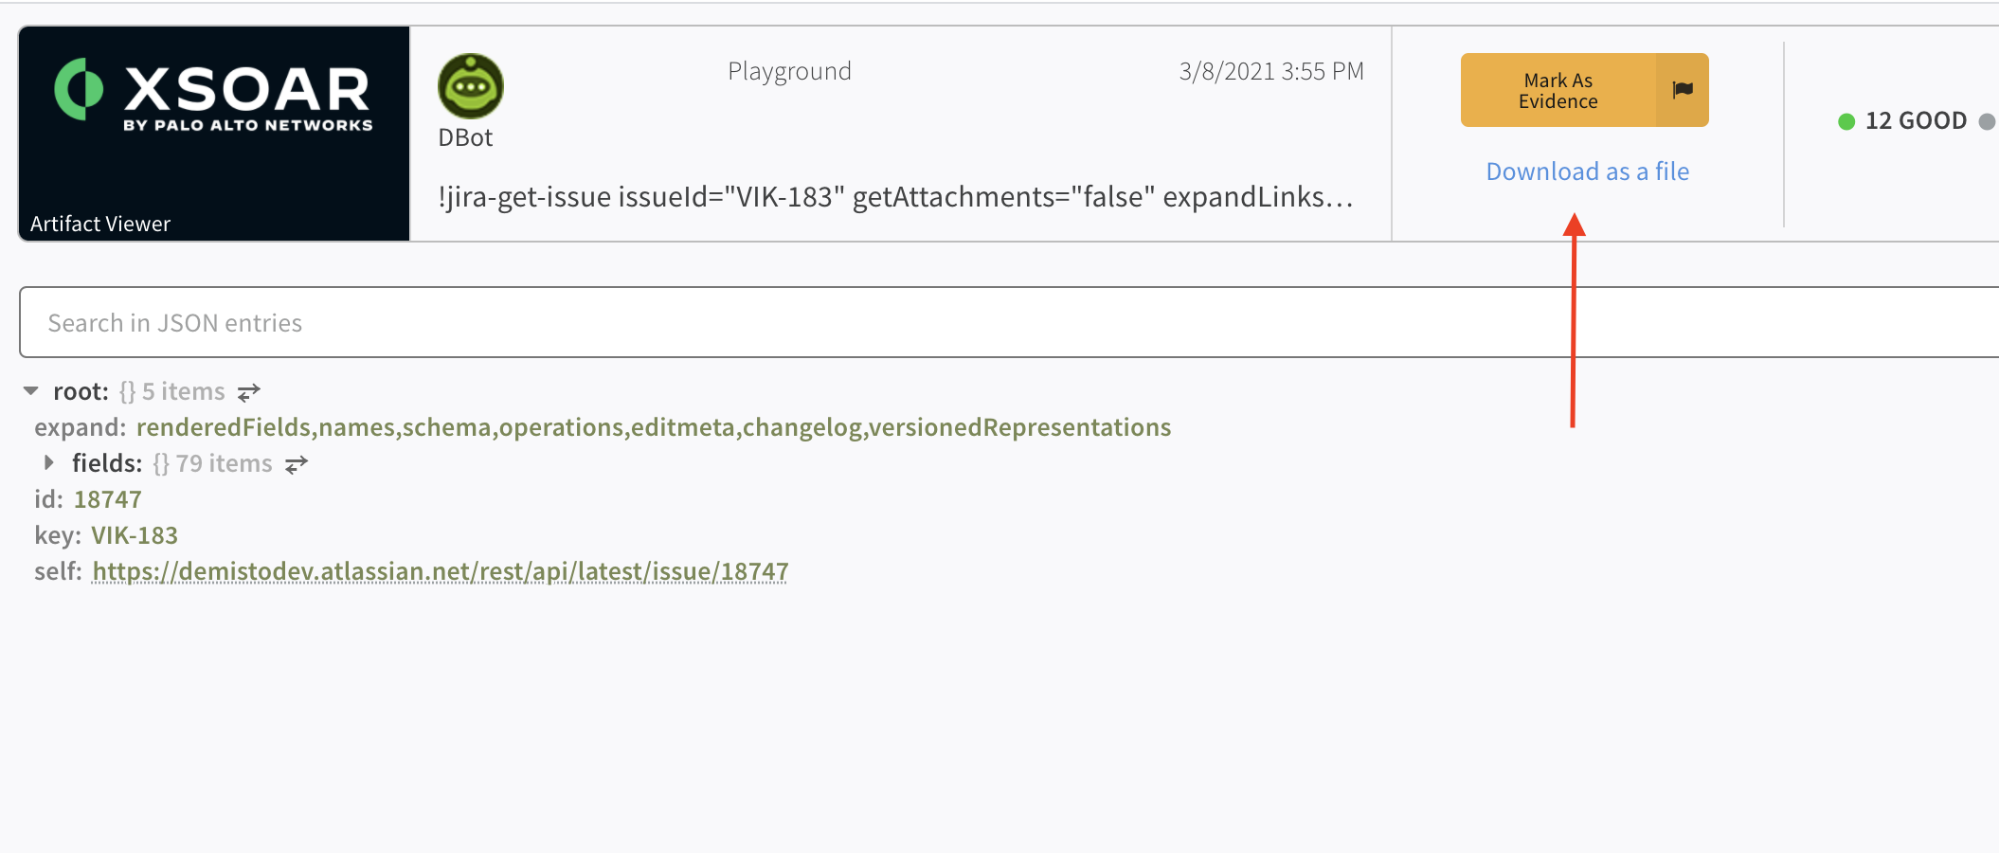 XSOAR
BY PALO ALTO NETWORKS
Artifact Viewer
DBot
Playground
3/8/2021 3:55 PM
!jira-get-issue issueId="VIK-183" getAttachments="false" expandLinks…
Mark As
Evidence
Download as a file
12 GOOD
Search in JSON entries
root: {} 5 items
expand: renderedFields,names,schema,operations,editmeta,changelog,versionedRepresentations
fields: {} 79 items
id: 18747
key: VIK-183
self: https://demistodev.atlassian.net/rest/api/latest/issue/18747